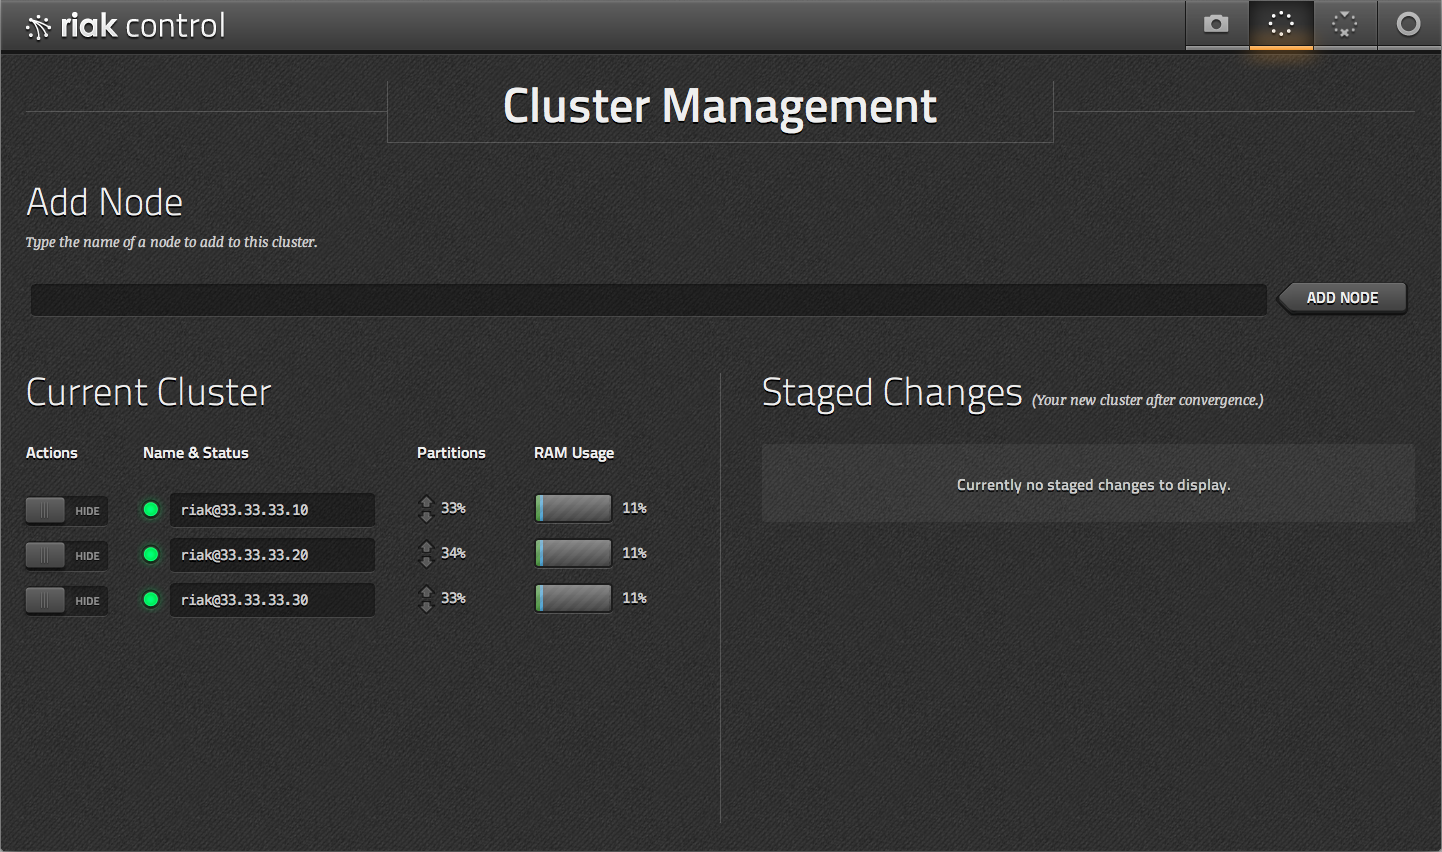 riak control
Cluster Management
Add Node
Type the name of a node to add to this cluster.
ADD NODE
Current Cluster
Actions Name & Status Partitions RAM Usage
HIDE riak@33.33.33.10 33% 11%
HIDE riak@33.33.33.20 34% 11%
HIDE riak@33.33.33.30 33% 11%
Staged Changes (Your new cluster after convergence.)
Currently no staged changes to display.